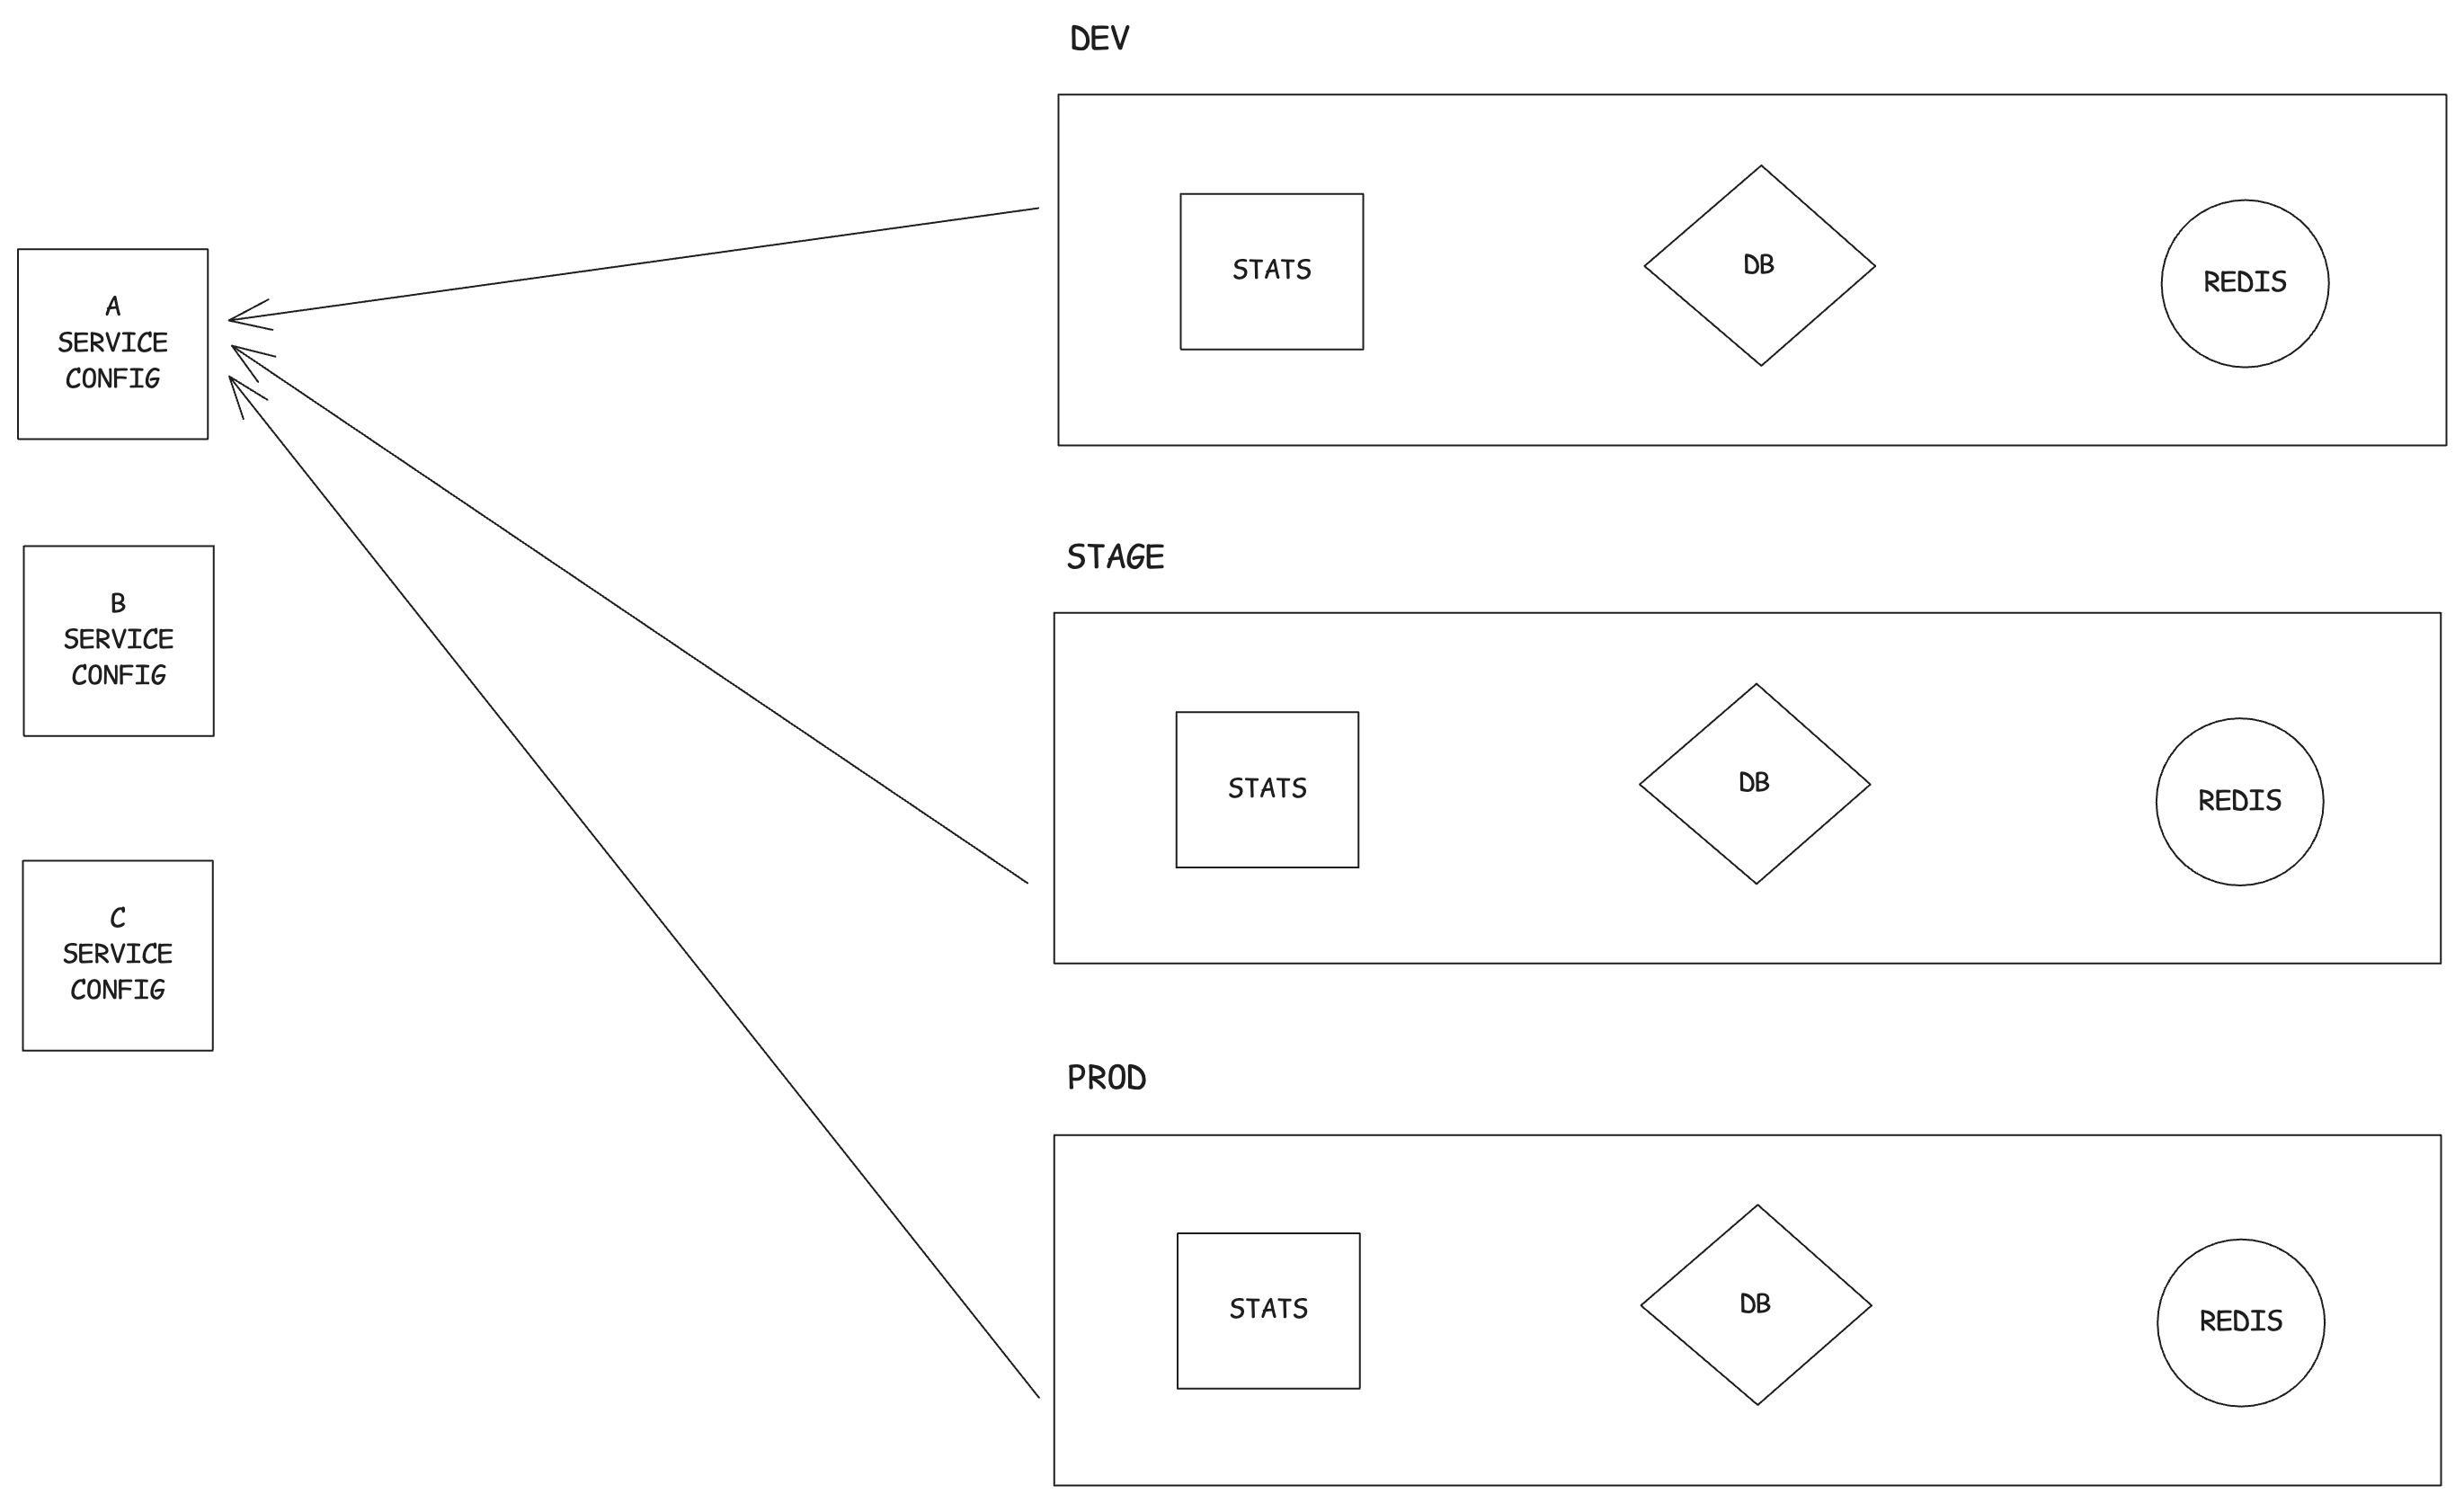 DEV
STATS
DB
REDIS
A
SERVICE
CONFIG
STAGE
B
SERVICE
CONFIG
STATS
DB
REDIS
C
SERVICE
CONFIG
PROD
STATS
DB
REDIS